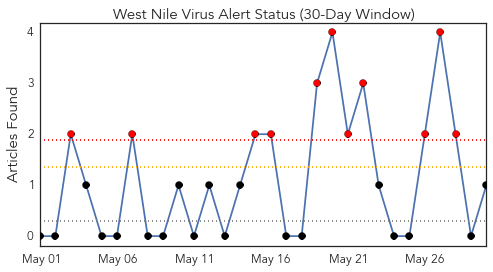 West Nile Virus Alert Status (30-Day Window)
Articles Found
4
3
2
1
0
May 01
May 06
May 11
May 16
May 21
May 26